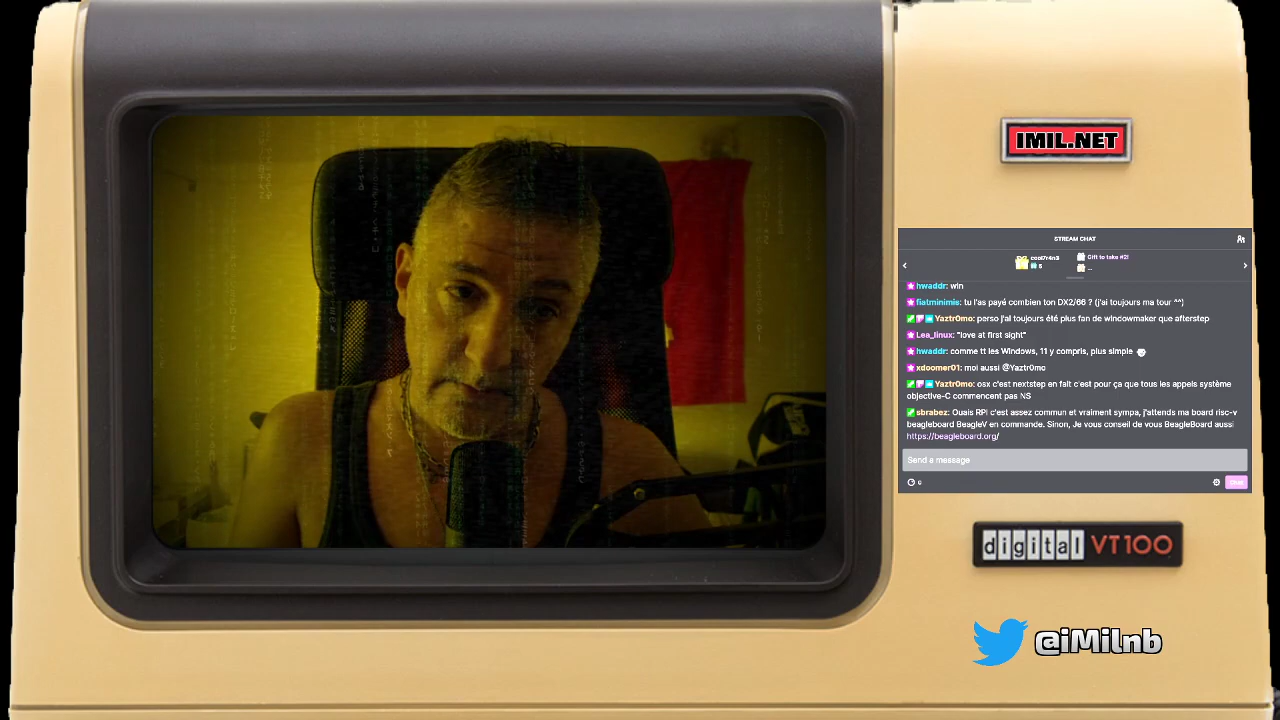 IMIL.NET
STREAM CHAT
cool7r4n3
5
Gift to take #2!
...
hwaddr: win
fiatminimis: tu l'as payé combien ton DX2/66 ? (j'ai toujours ma tour ^^)
Yaztr0mo: perso j'ai toujours été plus fan de windowmaker que afterstep
Lea_linux: "love at first sight"
hwaddr: comme tt les Windows, 11 y compris, plus simple
xdoomer01: moi aussi @Yaztr0mo
Yaztr0mo: osx c'est nextstep en fait c'est pour ça que tous les appels système
objective-C commencent pas NS
sbrabez: Ouais RPi c'est assez commun et vraiment sympa, j'attends ma board risc-v
beagleboard BeagleV en commande. Sinon, Je vous conseil de vous BeagleBoard aussi
https://beagleboard.org/
Send a message
0
Chat
digital VT100
@iMilnb